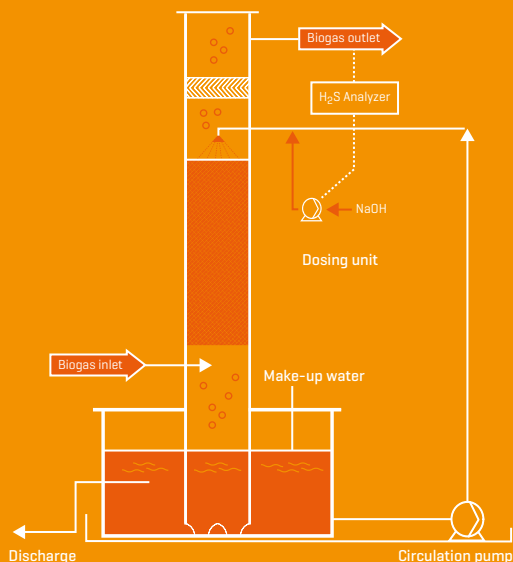 Biogas outlet
H₂S Analyzer
NaOH
Dosing unit
Biogas inlet
Make-up water
Discharge
Circulation pump